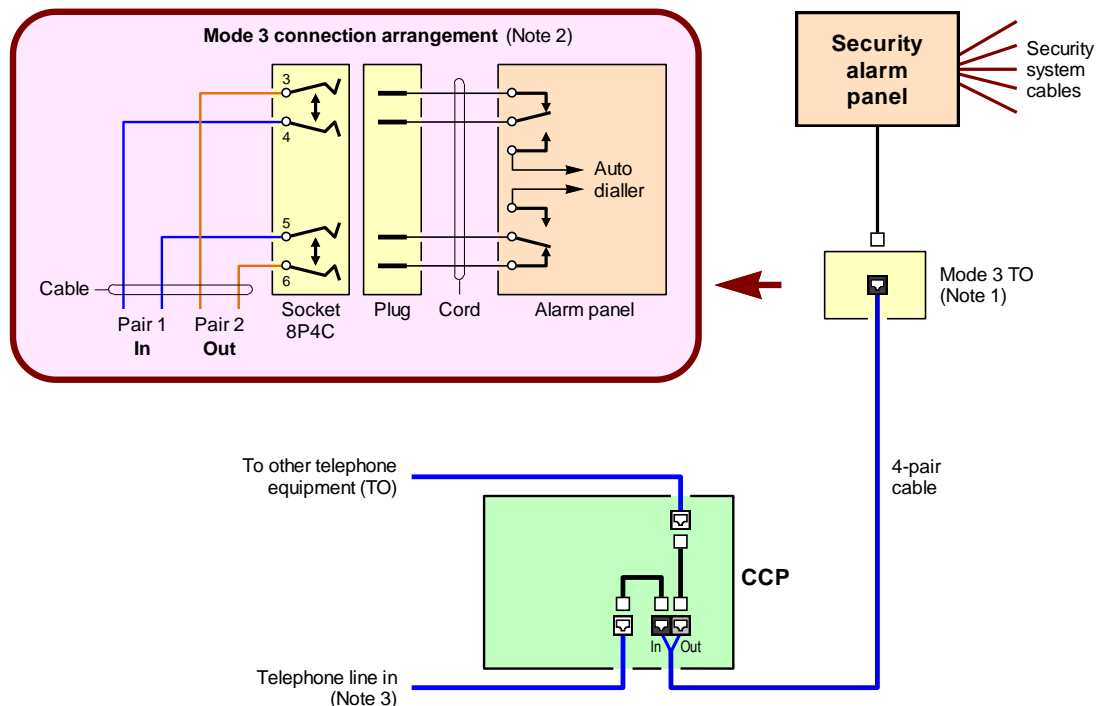 Mode 3 connection arrangement (Note 2)
3
4
5
6
Auto
dialler
Cable
Pair 1
In
Pair 2
Out
Socket
8P4C
Plug
Cord
Alarm panel
Security
alarm
panel
Security
system
cables
Mode 3 TO
(Note 1)
4-pair
cable
To other telephone
equipment (TO)
CCP
In
Out
Telephone line in
(Note 3)